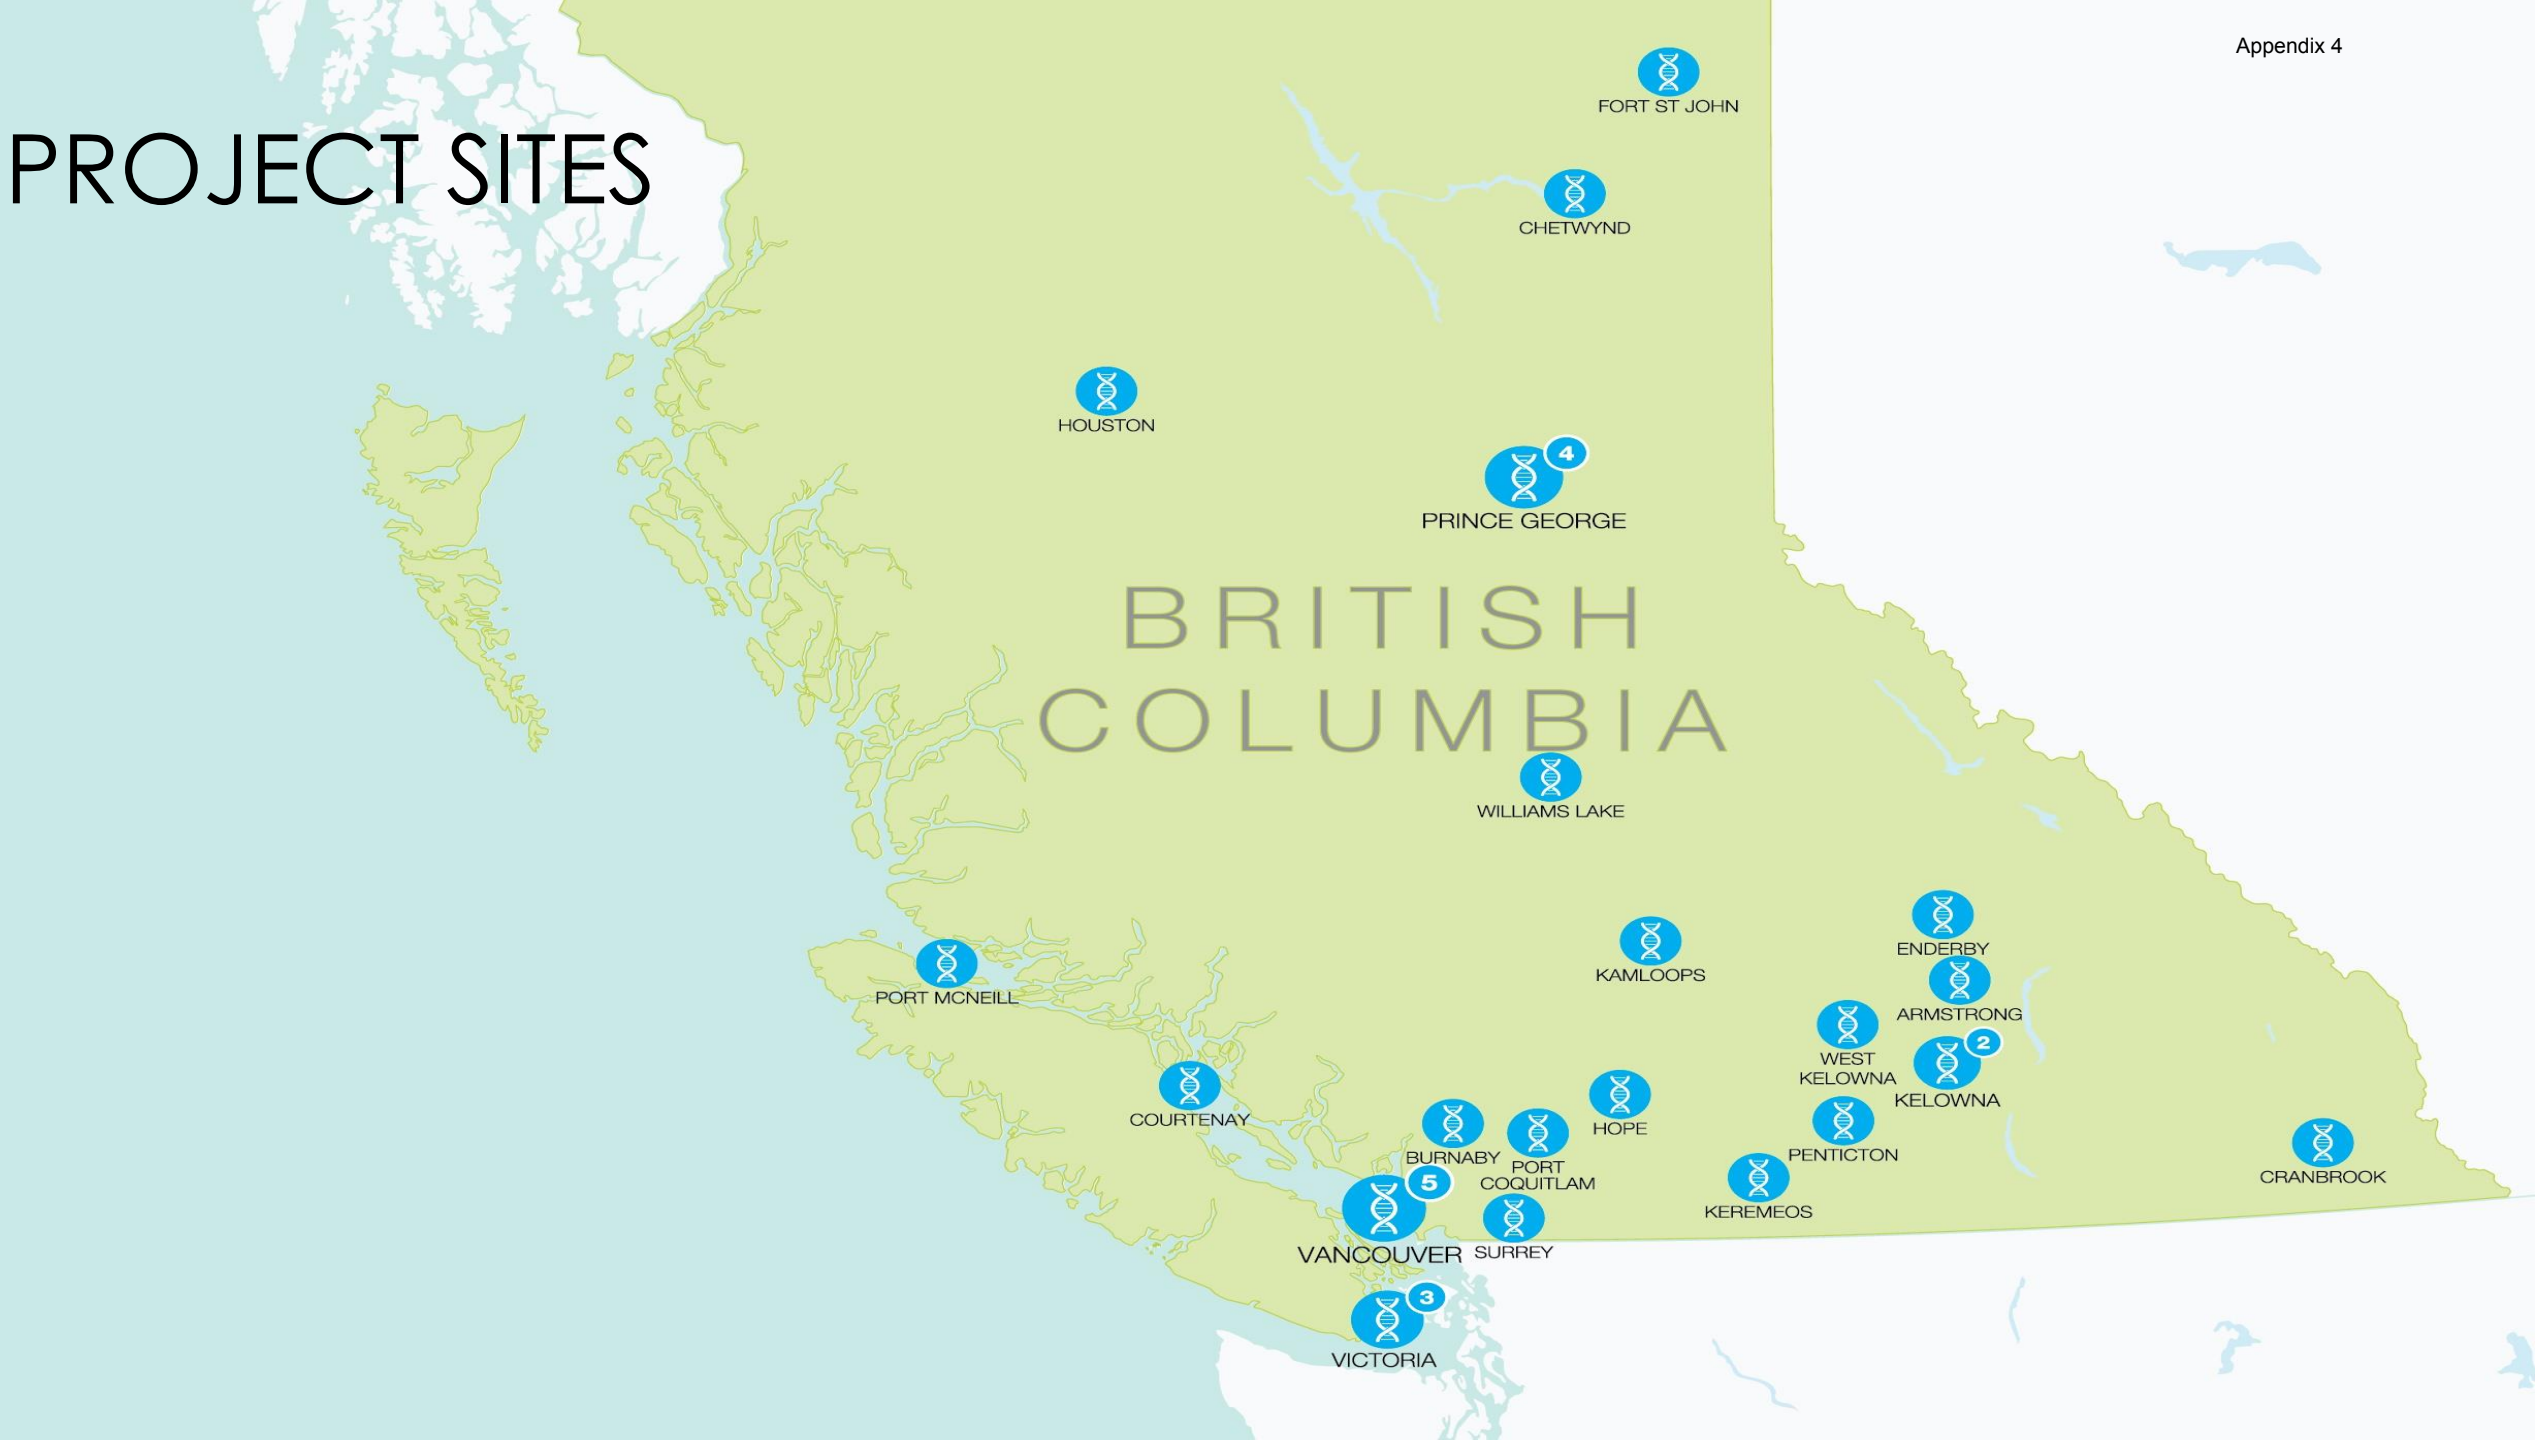 Appendix 4
PROJECT SITES
FORT ST JOHN
CHETWYND
HOUSTON
4
PRINCE GEORGE
BRITISH
COLUMBIA
WILLIAMS LAKE
ENDERBY
KAMLOOPS
PORT MCNEILL
ARMSTRONG
WEST
KELOWNA
2
KELOWNA
COURTENAY
HOPE
BURNABY
PORT
COQUITLAM
PENTICTON
CRANBROOK
KEREMEOS
5
VANCOUVER
SURREY
3
VICTORIA